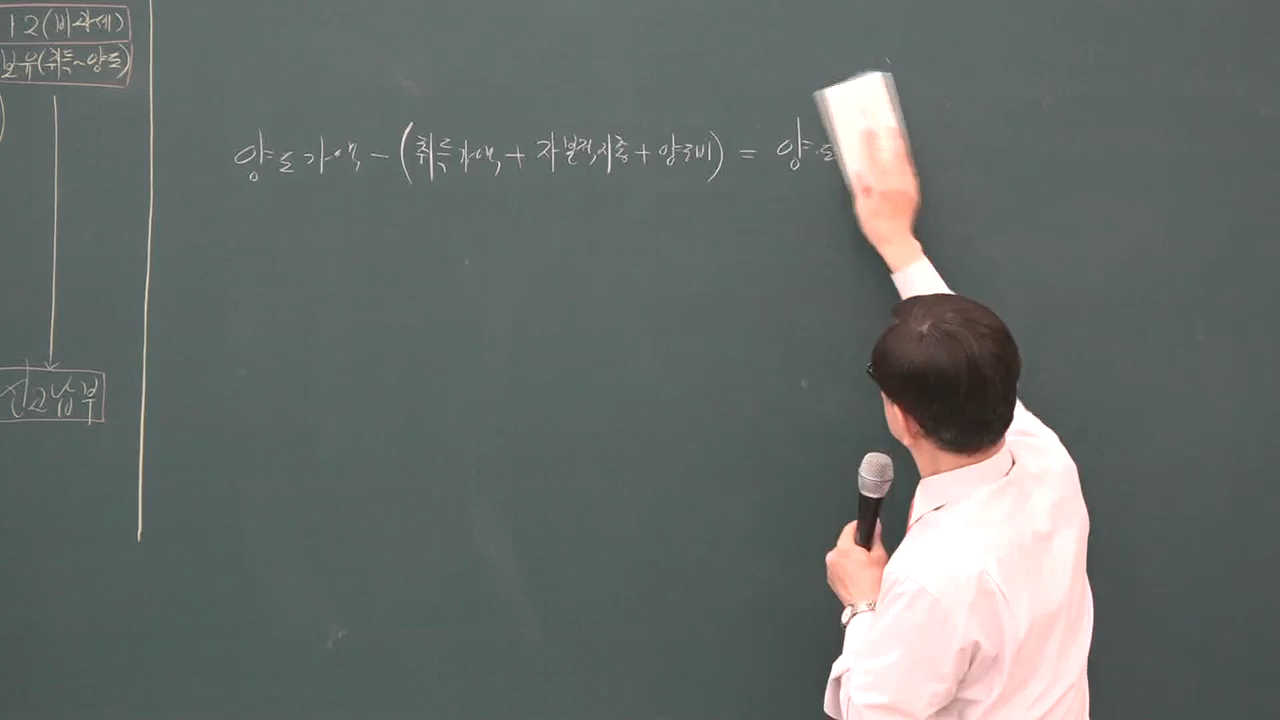 12(비과세)
보유(취득~양도)
신고납부
양도가액 - (취득가액 + 자본적지출 + 양도비) = 양도